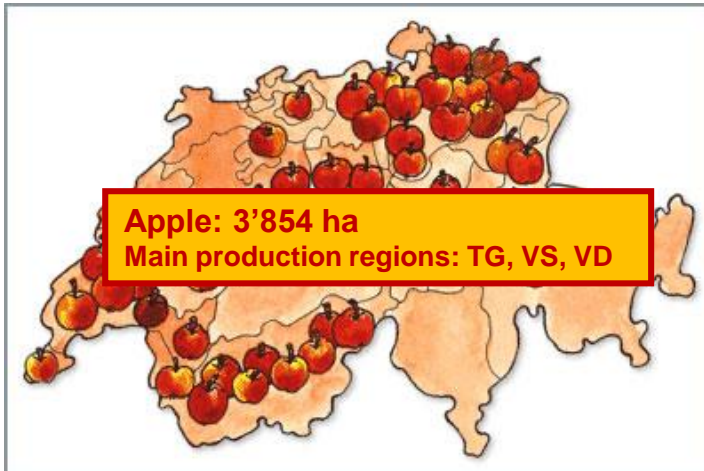 Apple: 3’854 ha
Main production regions: TG, VS, VD